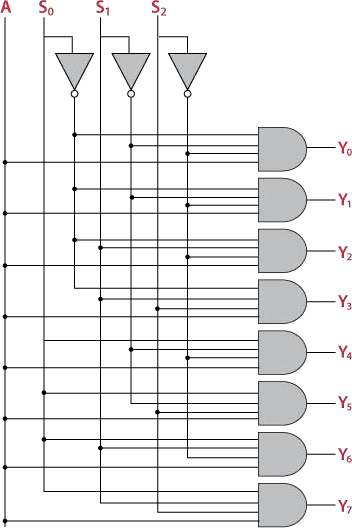 A S₀ S₁ S₂
Y₀
Y₁
Y₂
Y₃
Y₄
Y₅
Y₆
Y₇